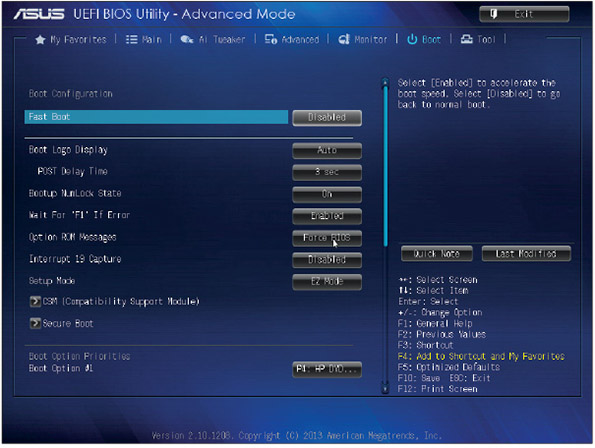 ASUS UEFI BIOS Utility - Advanced Mode
Exit
My Favorites
Main
Ai Tweaker
Advanced
Monitor
Boot
Tool
Boot Configuration
Fast Boot Disabled
Boot Logo Display Auto
POST Delay Time 3 sec
Bootup NumLock State On
Wait For 'F1' If Error Enabled
Option ROM Messages Force BIOS
Interrupt 19 Capture Disabled
Setup Mode EZ Mode
CSM (Compatibility Support Module)
Secure Boot
Boot Option Priorities
Boot Option #1 P4: HP DVD...
Select [Enabled] to accelerate the
boot speed. Select [Disabled] to go
back to normal boot.
Quick Note
Last Modified
→←: Select Screen
↑↓: Select Item
Enter: Select
+/-: Change Option
F1: General Help
F2: Previous Values
F3: Shortcut
F4: Add to Shortcut and My Favorites
F5: Optimized Defaults
F10: Save ESC: Exit
F12: Print Screen
Version 2.10.1208. Copyright (C) 2013 American Megatrends, Inc.